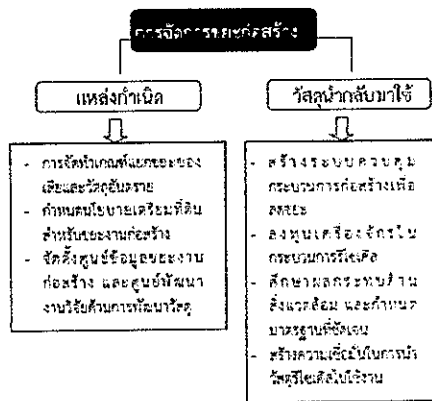 การจัดการขยะก่อสร้าง
แหล่งกำเนิด
- การจัดทำเกณฑ์แยกขยะของ
เสียและวัตถุอันตราย
- กำหนดนโยบายเตรียมที่ดิน
สำหรับขยะงานก่อสร้าง
- จัดตั้งศูนย์ข้อมูลขยะงาน
ก่อสร้าง และศูนย์พัฒนา
งานวิจัยด้านการพัฒนาวัสดุ
วัสดุนำกลับมาใช้
- สร้างระบบควบคุม
กระบวนการก่อสร้างเพื่อ
ลดขยะ
- ลงทุนเครื่องจักรใน
กระบวนการรีไซเคิล
- ศึกษาผลกระทบด้าน
สิ่งแวดล้อม และกำหนด
มาตรฐานที่ชัดเจน
- สร้างความเชื่อมั่นในการนำ
วัสดุรีไซเคิลไปใช้งาน